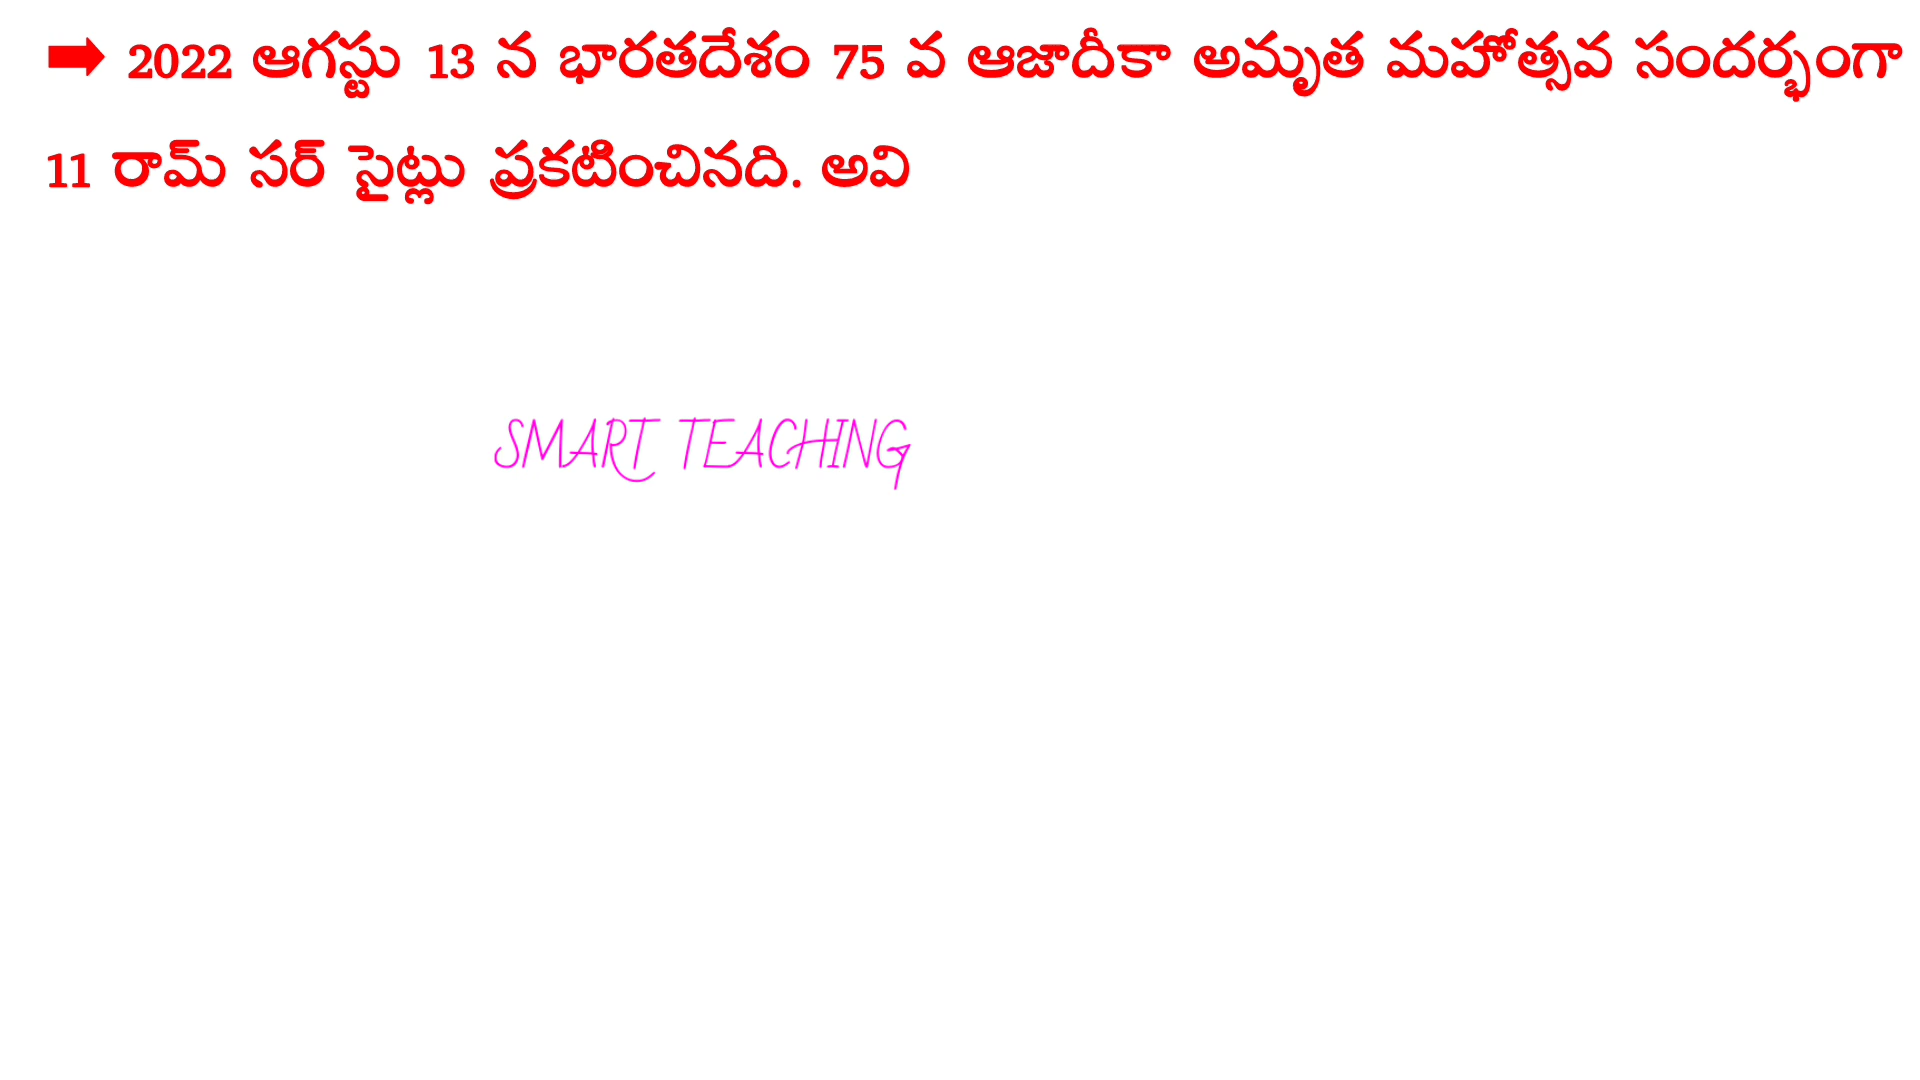 ➡ 2022 ఆగస్టు 13 న భారతదేశం 75 వ ఆజాదీకా అమృత మహోత్సవ సందర్భంగా
11 రామ్ సర్ సైట్లు ప్రకటించినది. అవి
SMART TEACHING